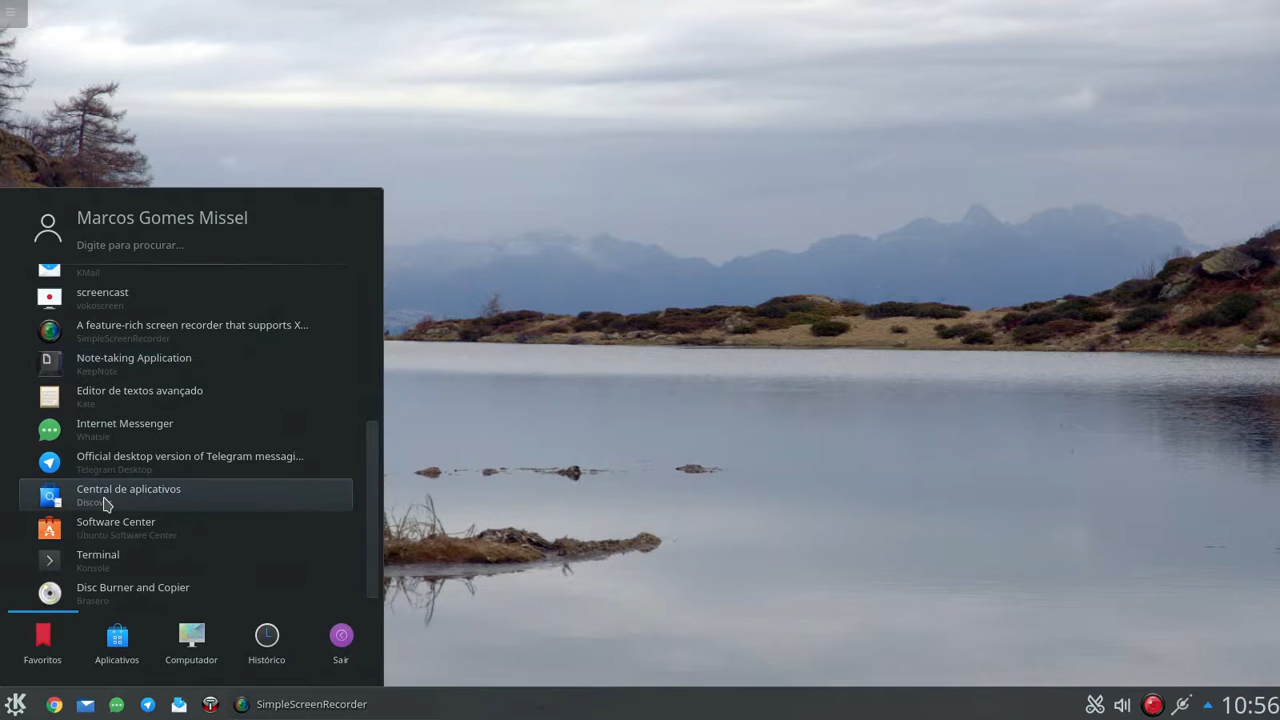 Marcos Gomes Missel
Digite para procurar...
KMail
screencast
vokoscreen
A feature-rich screen recorder that supports X...
SimpleScreenRecorder
Note-taking Application
KeepNote
Editor de textos avançado
Kate
Internet Messenger
Whatsie
Official desktop version of Telegram messagi...
Telegram Desktop
Central de aplicativos
Software Center
Ubuntu Software Center
Terminal
Konsole
Disc Burner and Copier
Brasero
Favoritos
Aplicativos
Computador
Histórico
Sair
SimpleScreenRecorder
10:56